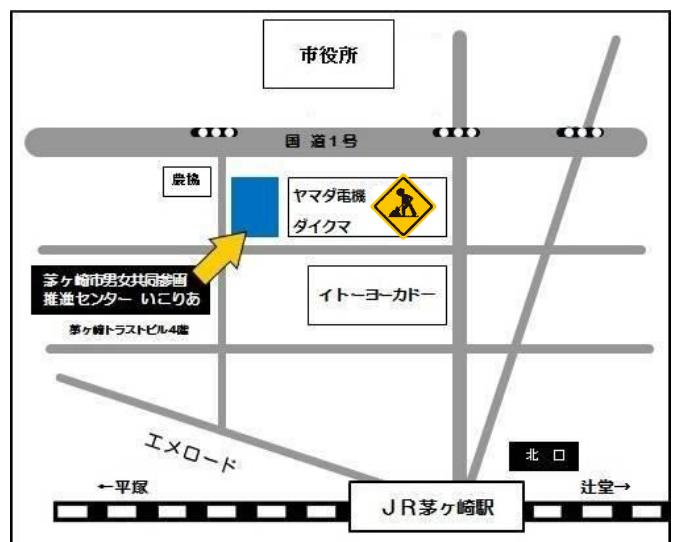 市役所
国道1号
農協
ヤマダ電機
ダイクマ
茅ヶ崎市男女共同参画
推進センター いこりあ
イトーヨーカドー
茅ヶ崎トラストビル4階
エメロード
北口
←平塚
辻堂→
JR茅ヶ崎駅